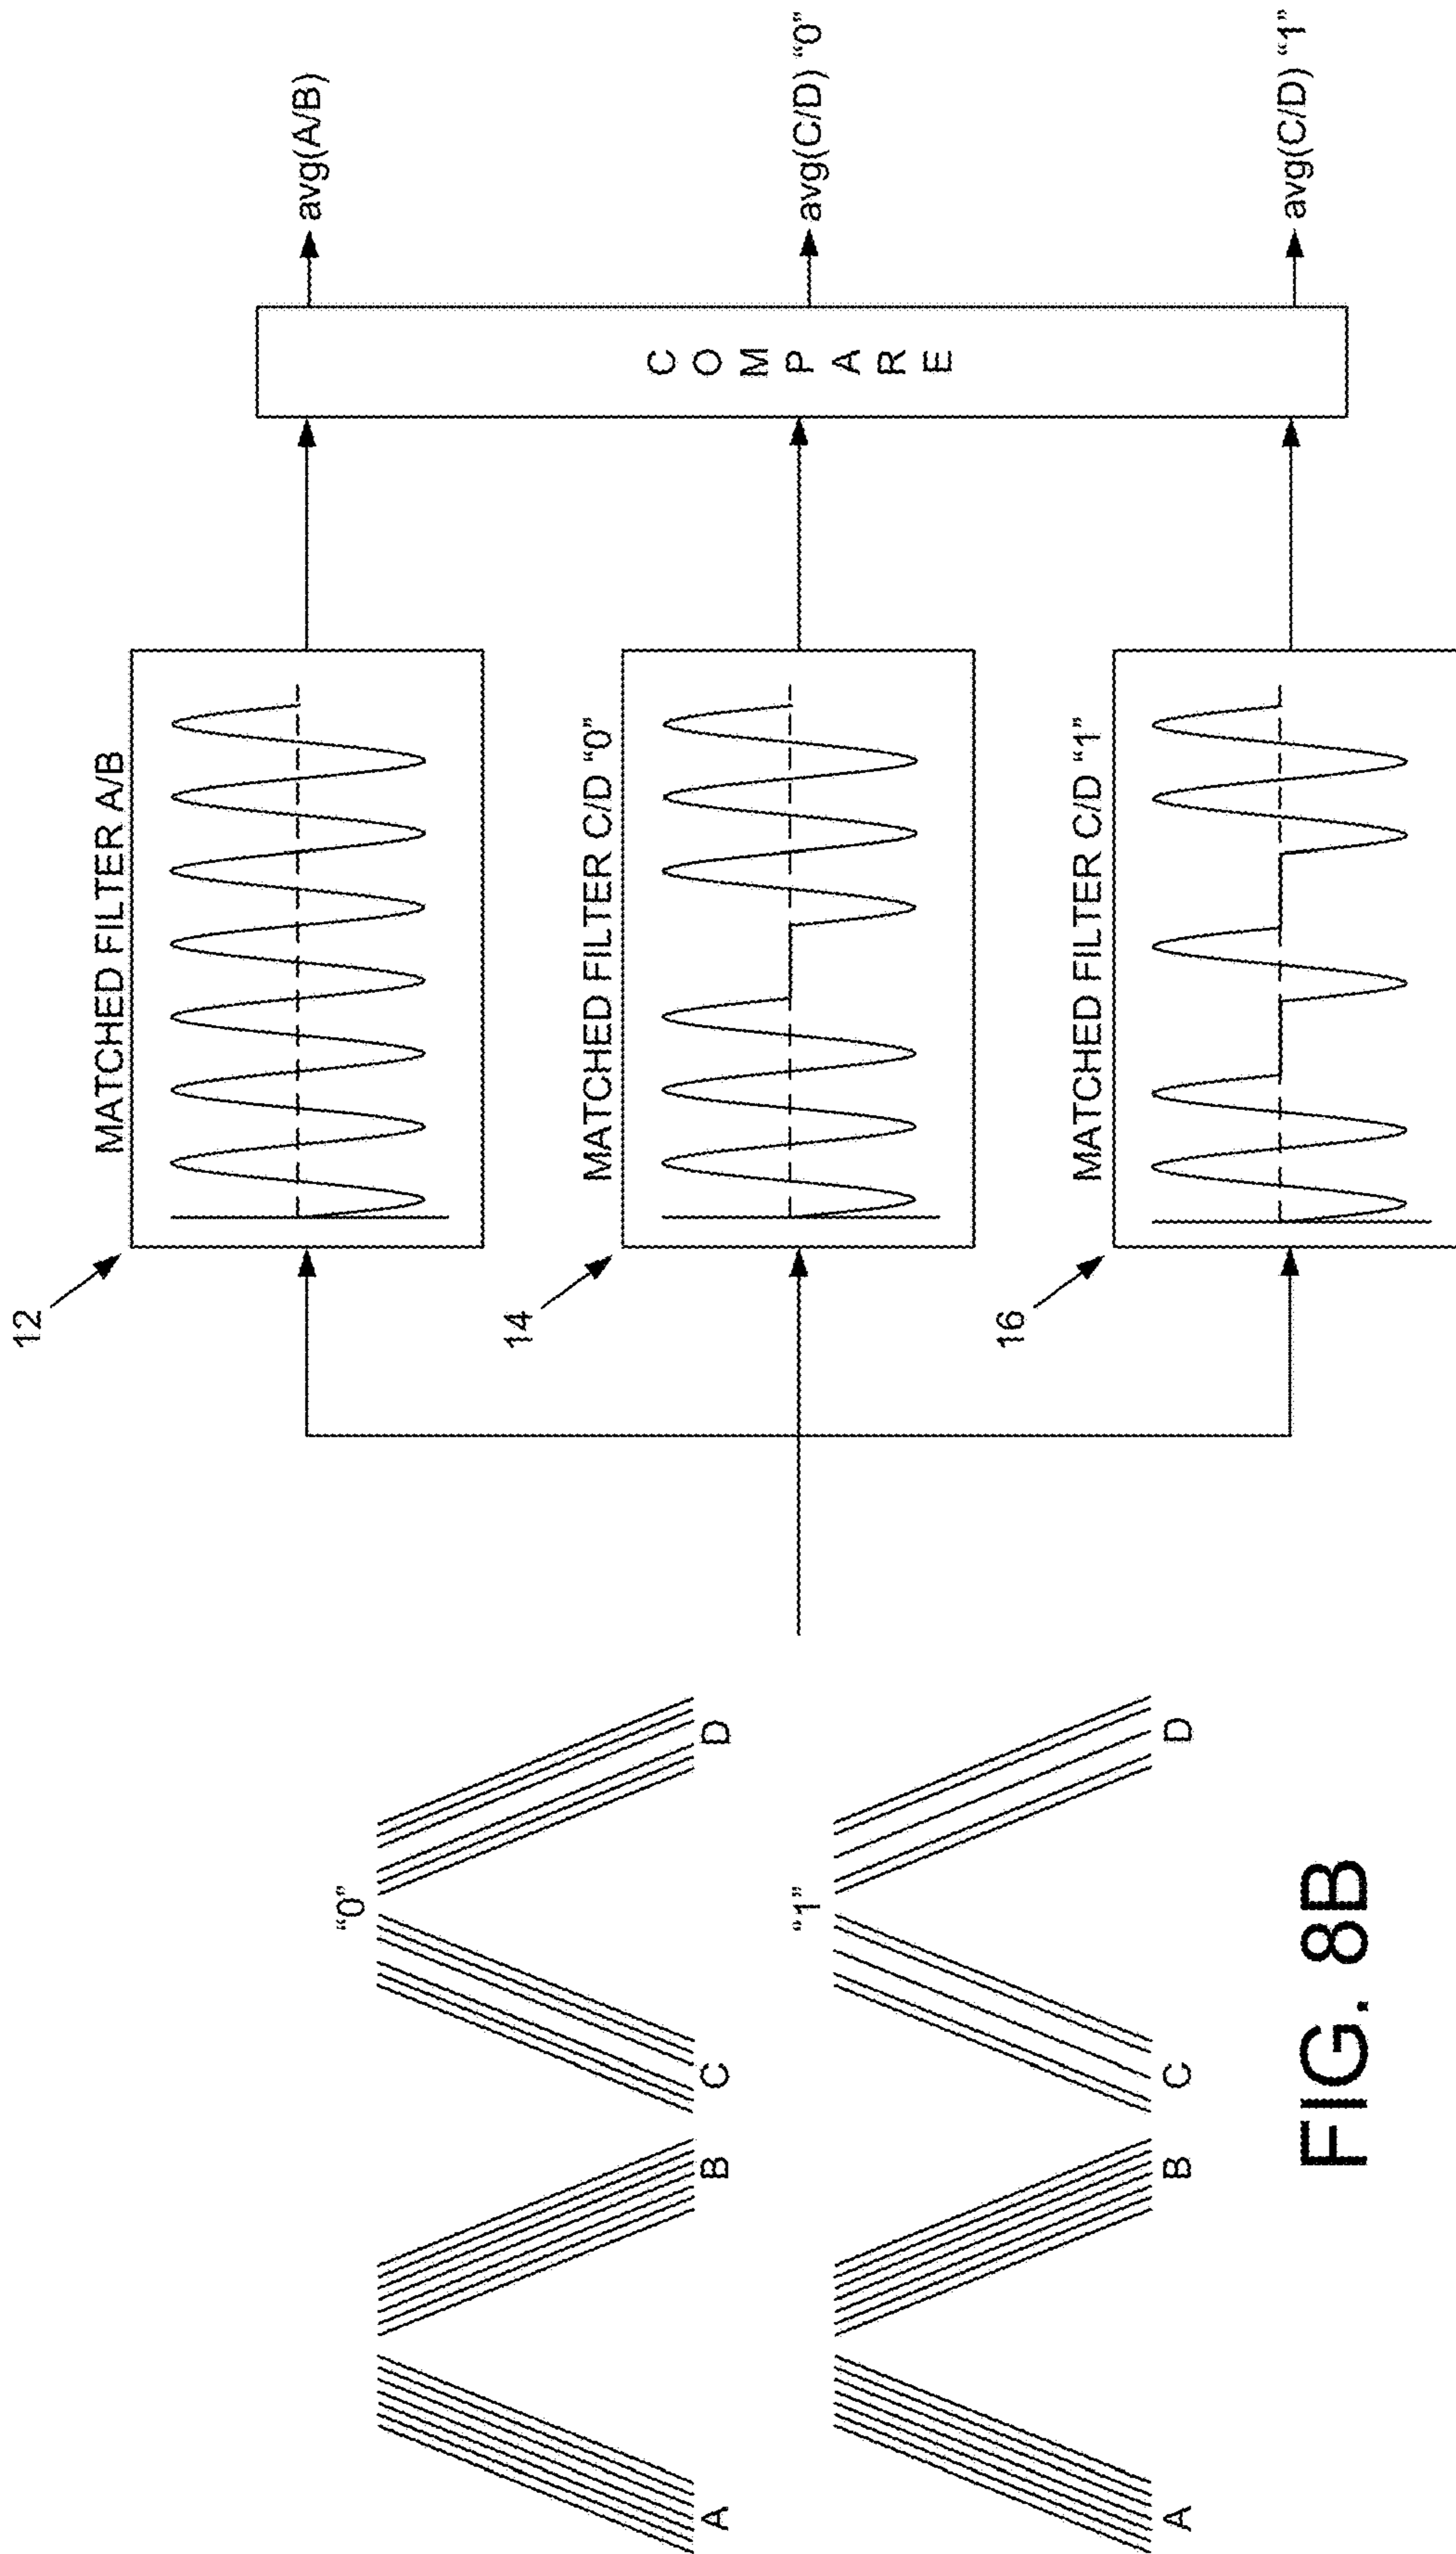 "0"
A
B
C
D
"1"
A
B
C
D
12
MATCHED FILTER A/B
14
MATCHED FILTER C/D "0"
16
MATCHED FILTER C/D "1"
COMPARE
avg(A/B)
avg(C/D) "0"
avg(C/D) "1"
FIG. 8B